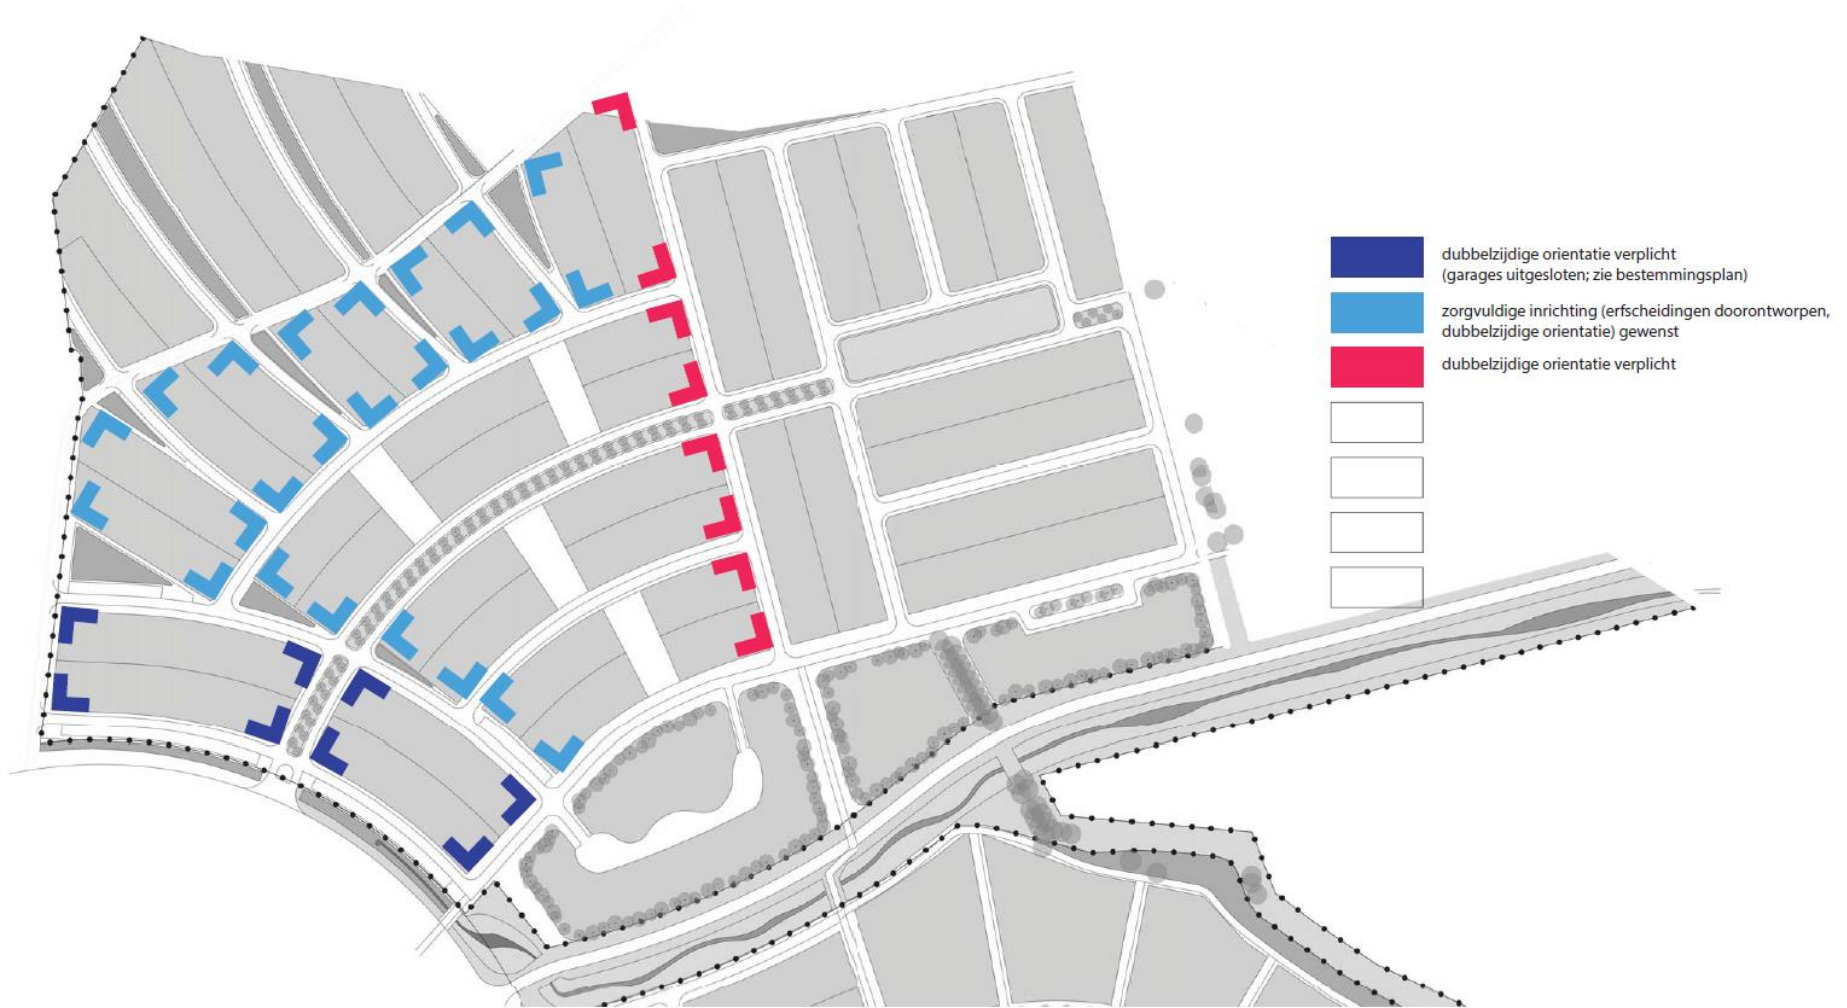 dubbelzijdige orientatie verplicht
(garages uitgesloten; zie bestemmingsplan)
zorgvuldige inrichting (erfscheidingen doorontworpen,
dubbelzijdige orientatie) gewenst
dubbelzijdige orientatie verplicht